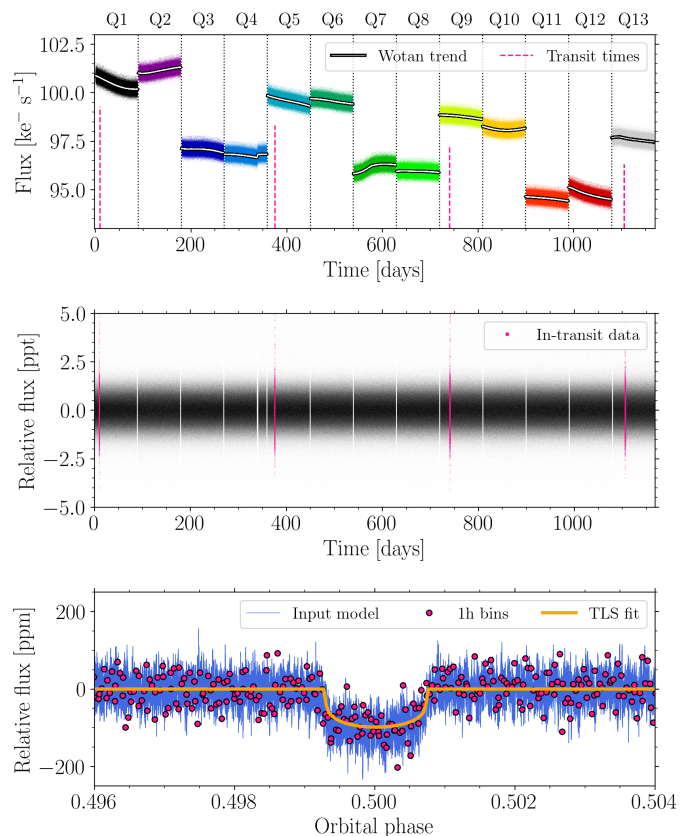 Q1 Q2 Q3 Q4 Q5 Q6 Q7 Q8 Q9 Q10 Q11 Q12 Q13
102.5
100.0
97.5
95.0
Flux [ke⁻ s⁻¹]
Wotan trend
Transit times
0 200 400 600 800 1000
Time [days]
5.0
2.5
0.0
−2.5
−5.0
Relative flux [ppt]
In-transit data
0 200 400 600 800 1000
Time [days]
200
0
−200
Relative flux [ppm]
Input model
1h bins
TLS fit
0.496 0.498 0.500 0.502 0.504
Orbital phase